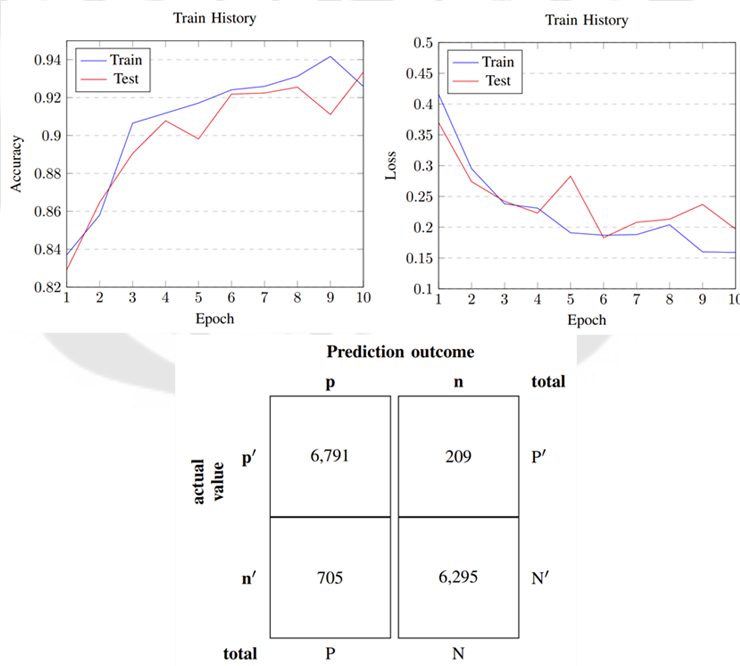 Train History
0.94
0.92
0.9
0.88
0.86
0.84
0.82
Train
Test
Accuracy
1 2 3 4 5 6 7 8 9 10
Epoch
Train History
0.5
0.45
0.4
0.35
0.3
0.25
0.2
0.15
0.1
Train
Test
Loss
1 2 3 4 5 6 7 8 9 10
Epoch
Prediction outcome
p n total
actual
value
p′ 6,791 209 P′
n′ 705 6,295 N′
total P N